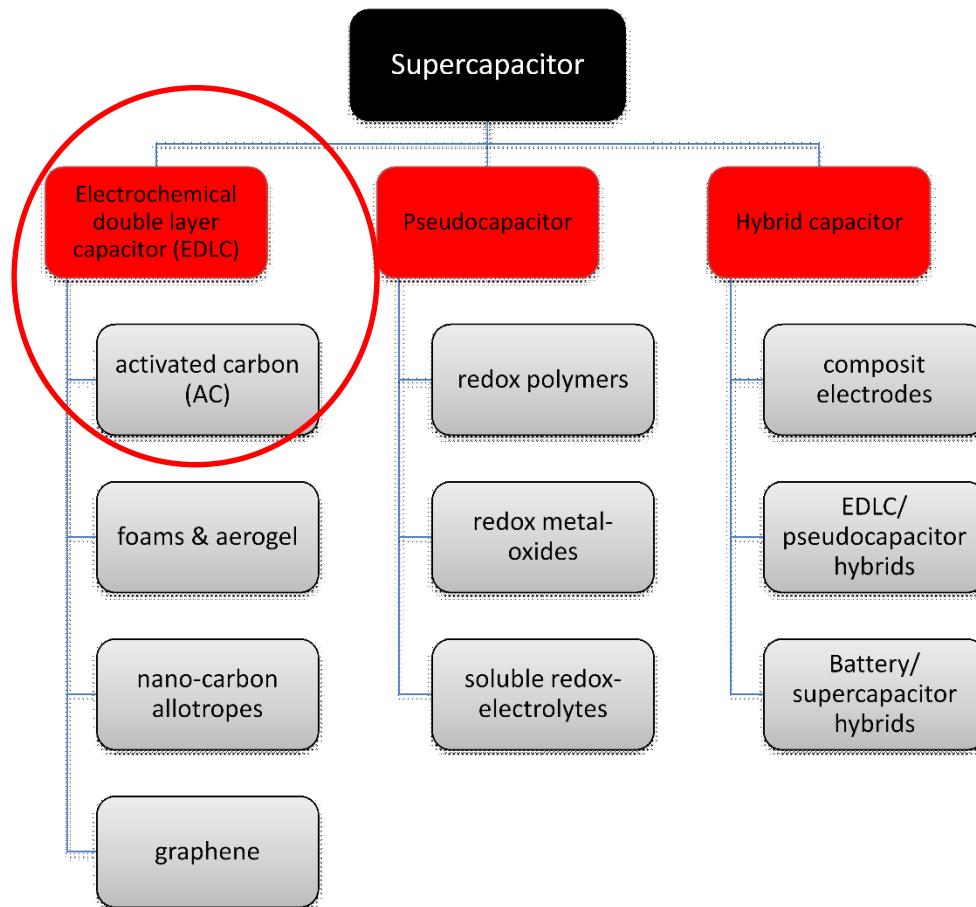 Supercapacitor
Electrochemical
double layer
capacitor (EDLC)
activated carbon
(AC)
foams & aerogel
nano-carbon
allotropes
graphene
Pseudocapacitor
redox polymers
redox metal-
oxides
soluble redox-
electrolytes
Hybrid capacitor
composit
electrodes
EDLC/
pseudocapacitor
hybrids
Battery/
supercapacitor
hybrids